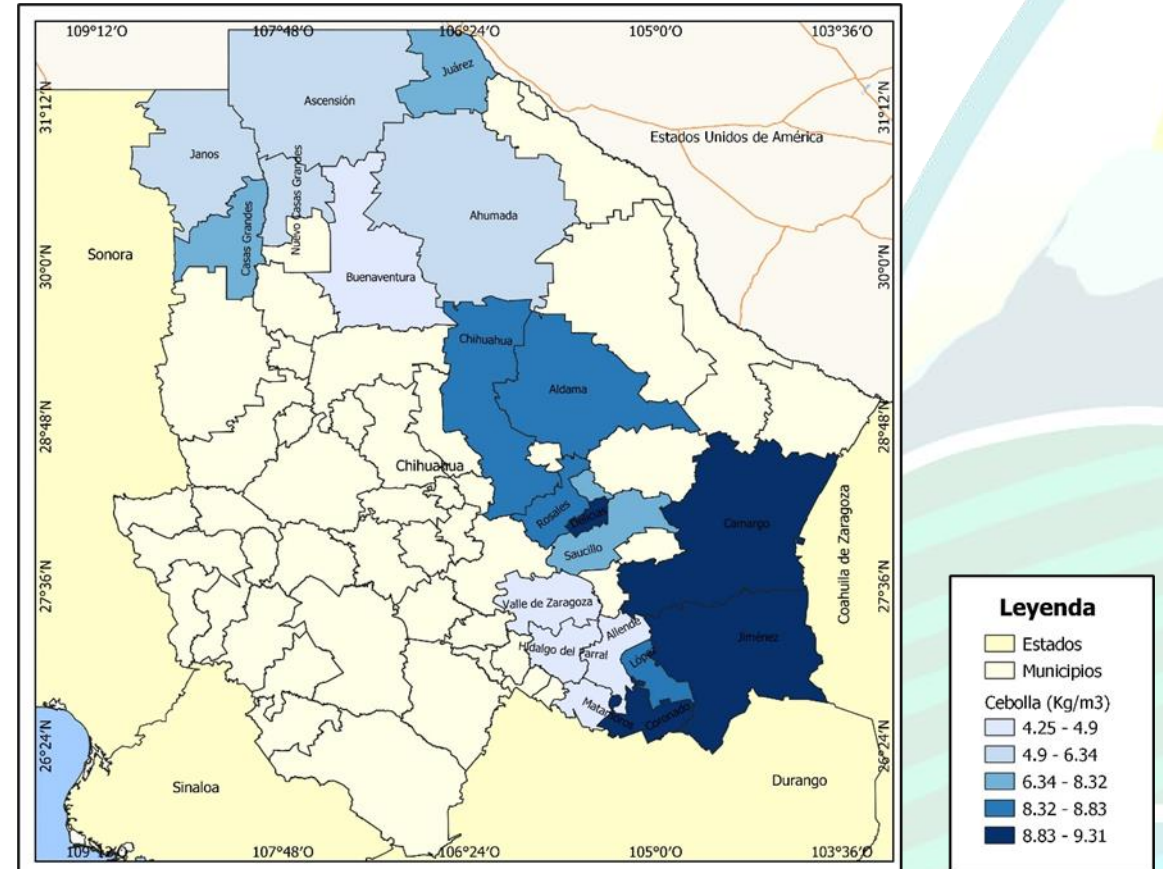 109°12′O 107°48′O 106°24′O 105°0′O 103°36′O
31°12′N
31°12′N
Juárez
Ascensión
Estados Unidos de América
Janos
Nuevo Casas Grandes
Casas Grandes
Ahumada
Sonora
30°0′N
30°0′N
Buenaventura
Chihuahua
Aldama
28°48′N
28°48′N
Chihuahua
Rosales
Delicias
Camargo
Coahuila de Zaragoza
Saucillo
27°36′N
27°36′N
Valle de Zaragoza
Allende
Jiménez
Hidalgo del Parral
López
Matamoros
Coronado
26°24′N
26°24′N
Durango
Sinaloa
109°12′O 107°48′O 106°24′O 105°0′O 103°36′O
Leyenda
Estados
Municipios
Cebolla (Kg/m3)
4.25 - 4.9
4.9 - 6.34
6.34 - 8.32
8.32 - 8.83
8.83 - 9.31